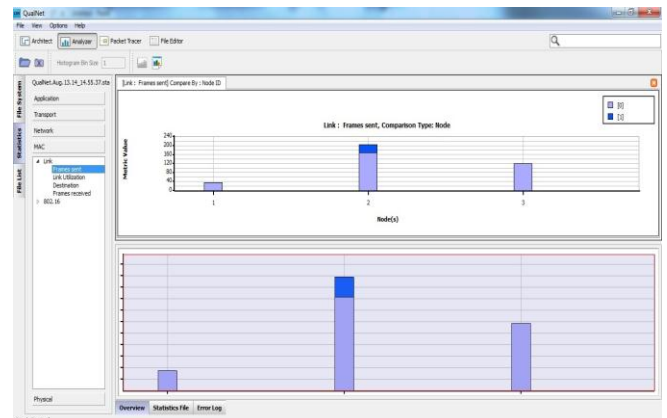 QualNet
File View Options Help
Architect Analyzer Packet Tracer File Editor
Histogram Bin Size 1
File System
Statistics
File List
QualNet.Aug.13.14_14.55.37.sta
Application
Transport
Network
MAC
Link
Frames sent
Link Utilization
Destination
Frames received
802.16
Physical
[Link : Frames sent] Compare By : Node ID
Link : Frames sent, Comparison Type: Node
[0]
[1]
Metric Value
240
200
160
120
80
40
0
1 2 3
Node(s)
Overview Statistics File Error Log